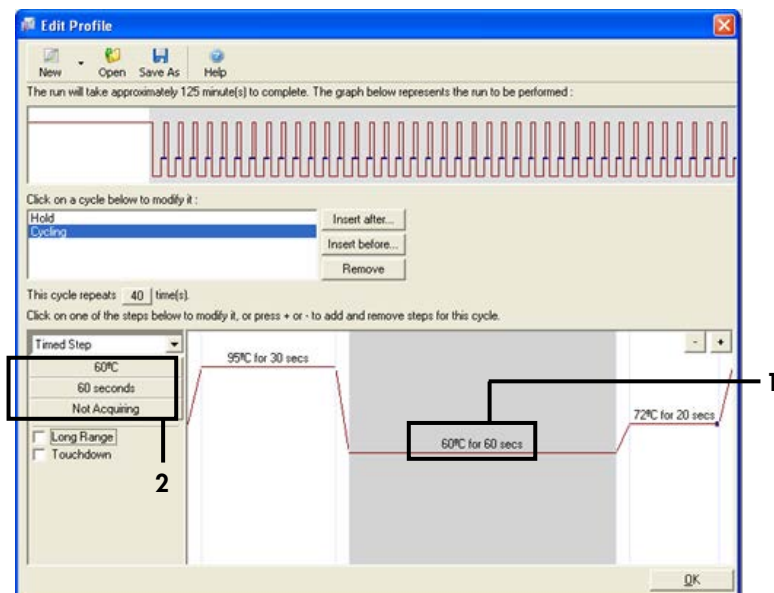 Edit Profile
New Open Save As Help
The run will take approximately 125 minute(s) to complete. The graph below represents the run to be performed :
Click on a cycle below to modify it :
Hold
Cycling
Insert after...
Insert before...
Remove
This cycle repeats 40 time(s).
Click on one of the steps below to modify it, or press + or - to add and remove steps for this cycle.
Timed Step
60ºC
60 seconds
Not Acquiring
Long Range
Touchdown
95ºC for 30 secs
60ºC for 60 secs
72ºC for 20 secs
- +
1
2
OK